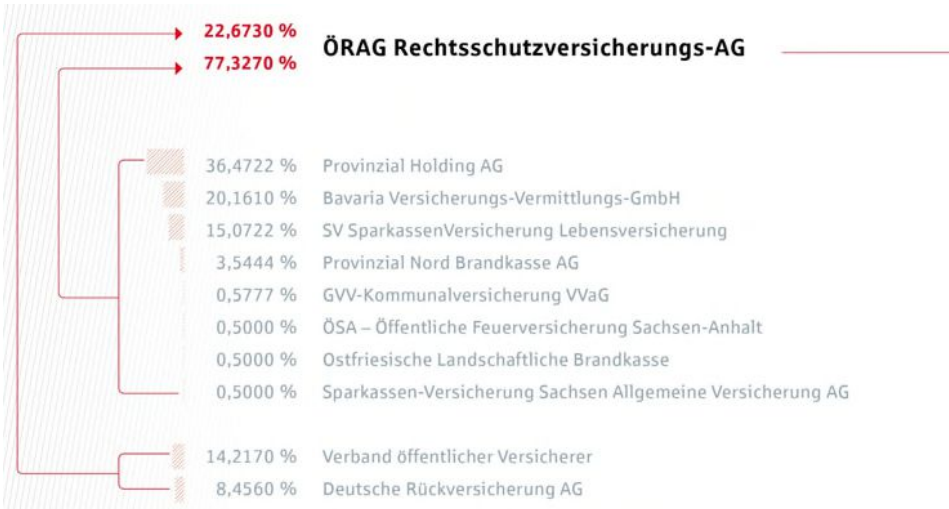 22,6730 %
ÖRAG Rechtsschutzversicherungs-AG
77,3270 %
36,4722 % Provinzial Holding AG
20,1610 % Bavaria Versicherungs-Vermittlungs-GmbH
15,0722 % SV SparkassenVersicherung Lebensversicherung
3,5444 % Provinzial Nord Brandkasse AG
0,5777 % GVV-Kommunalversicherung VVaG
0,5000 % ÖSA – Öffentliche Feuerversicherung Sachsen-Anhalt
0,5000 % Ostfriesische Landschaftliche Brandkasse
0,5000 % Sparkassen-Versicherung Sachsen Allgemeine Versicherung AG
14,2170 % Verband öffentlicher Versicherer
8,4560 % Deutsche Rückversicherung AG